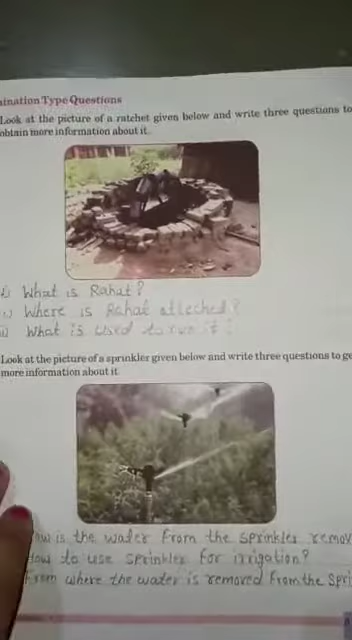 ination Type Questions
Look at the picture of a ratchet given below and write three questions to
obtain more information about it.
i) What is Rahat?
i) Where is Rahat attached?
i) What is used to run it?
Look at the picture of a sprinkler given below and write three questions to ge
more information about it
ow is the water from the sprinkler remov
How to use sprinkler for irrigation?
From where the water is removed from the spri